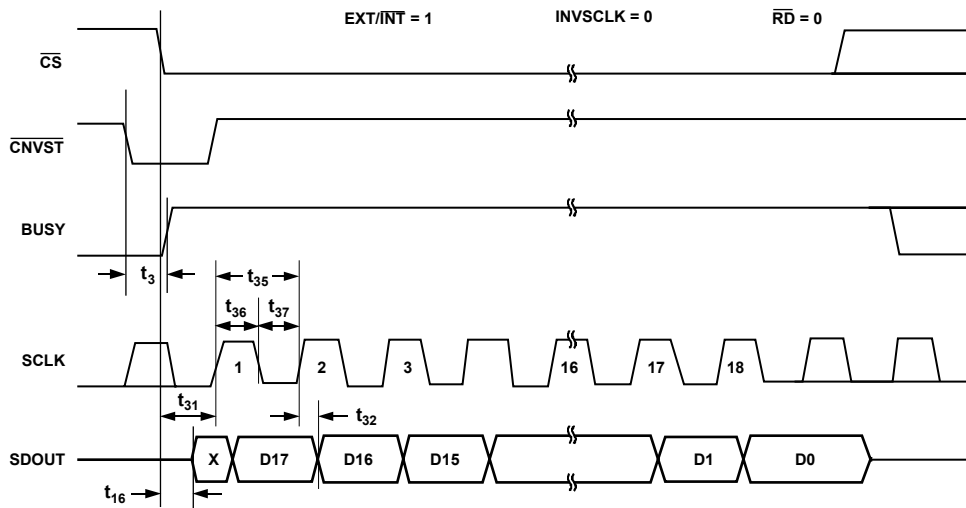 EXT/INT = 1 INVSCLK = 0 RD = 0
CS
CNVST
BUSY
t3
t35
t36 t37
SCLK 1 2 3 16 17 18
t31
t32
SDOUT X D17 D16 D15 D1 D0
t16